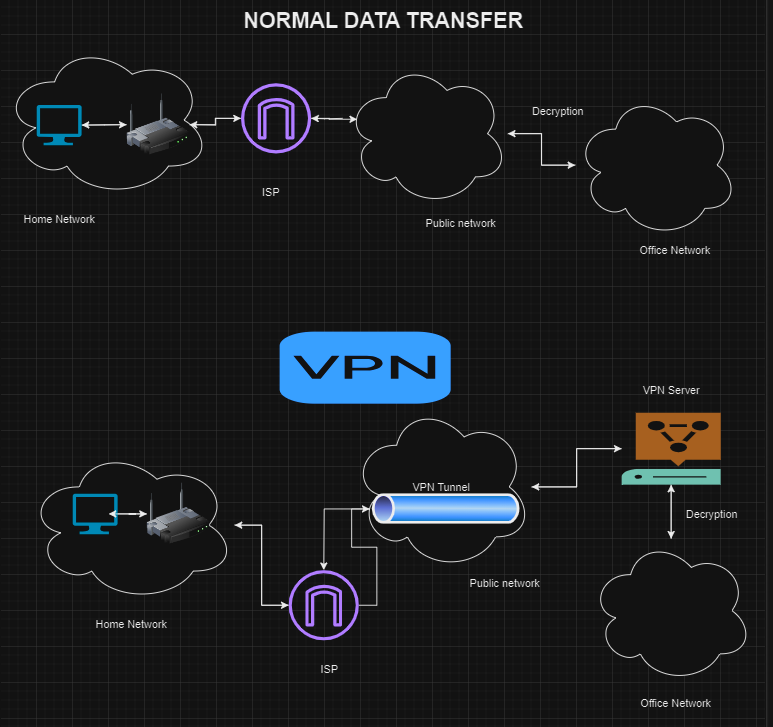 NORMAL DATA TRANSFER
Decryption
ISP
Home Network
Public network
Office Network
VPN
VPN Server
VPN Tunnel
Decryption
Public network
Home Network
ISP
Office Network